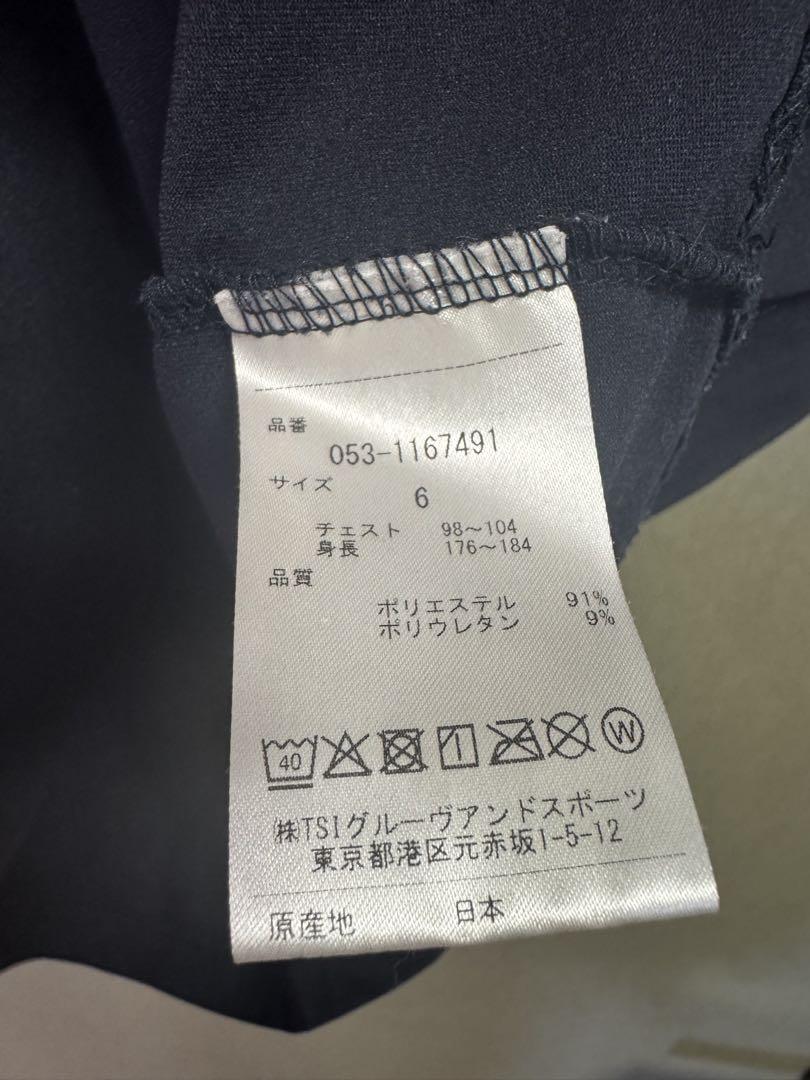 品番
053-1167491
サイズ
6
チェスト 98～104
身長 176～184
品質
ポリエステル 91%
ポリウレタン 9%
40 W
㈱TSIグルーヴアンドスポーツ
東京都港区元赤坂1-5-12
原産地 日本